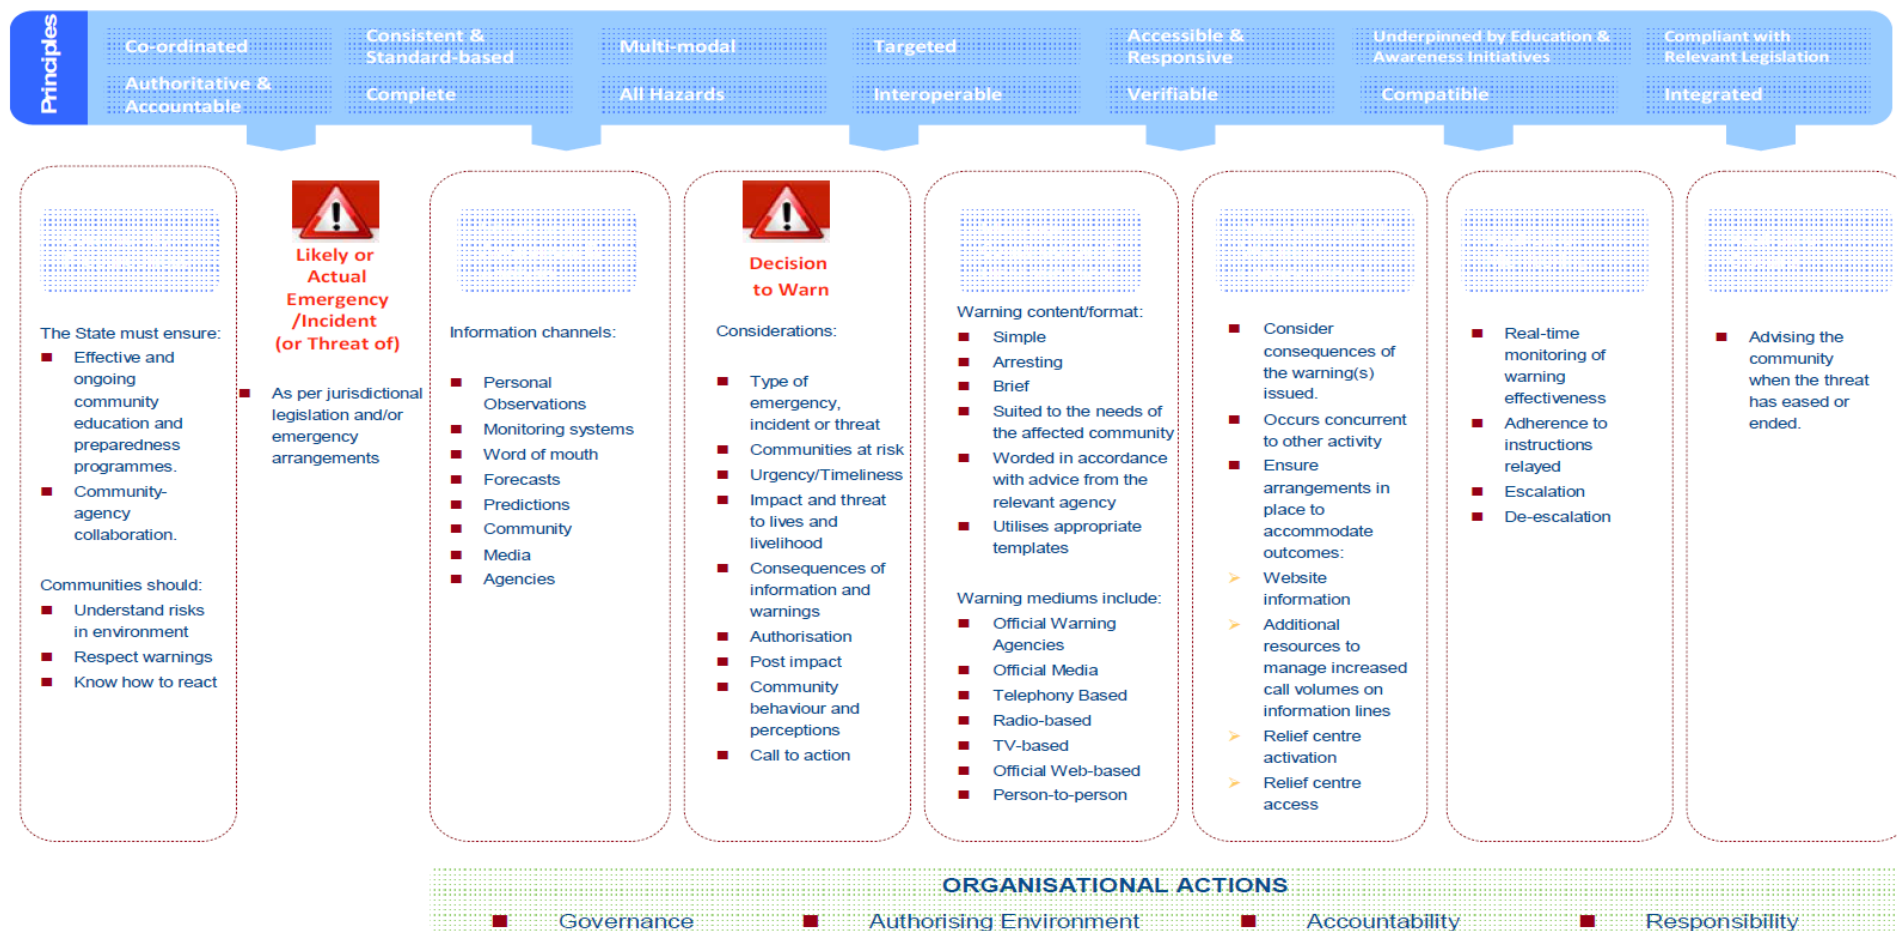 Principles
Co-ordinated
Consistent &
Standard-based
Multi-modal
Targeted
Accessible &
Responsive
Underpinned by Education &
Awareness Initiatives
Compliant with
Relevant Legislation
Authoritative &
Accountable
Complete
All Hazards
Interoperable
Verifiable
Compatible
Integrated
The State must ensure:
Effective and
ongoing
community
education and
preparedness
programmes.
Community-
agency
collaboration.
Communities should:
Understand risks
in environment
Respect warnings
Know how to react
Likely or
Actual
Emergency
/Incident
(or Threat of)
As per jurisdictional
legislation and/or
emergency
arrangements
Information channels:
Personal
Observations
Monitoring systems
Word of mouth
Forecasts
Predictions
Community
Media
Agencies
Decision
to Warn
Considerations:
Type of
emergency,
incident or threat
Communities at risk
Urgency/Timeliness
Impact and threat
to lives and
livelihood
Consequences of
information and
warnings
Authorisation
Post impact
Community
behaviour and
perceptions
Call to action
Warning content/format:
Simple
Arresting
Brief
Suited to the needs of
the affected community
Worded in accordance
with advice from the
relevant agency
Utilises appropriate
templates
Warning mediums include:
Official Warning
Agencies
Official Media
Telephony Based
Radio-based
TV-based
Official Web-based
Person-to-person
Consider
consequences of
the warning(s)
issued.
Occurs concurrent
to other activity
Ensure
arrangements in
place to
accommodate
outcomes:
Website
information
Additional
resources to
manage increased
call volumes on
information lines
Relief centre
activation
Relief centre
access
Real-time
monitoring of
warning
effectiveness
Adherence to
instructions
relayed
Escalation
De-escalation
Advising the
community
when the threat
has eased or
ended.
ORGANISATIONAL ACTIONS
Governance
Authorising Environment
Accountability
Responsibility